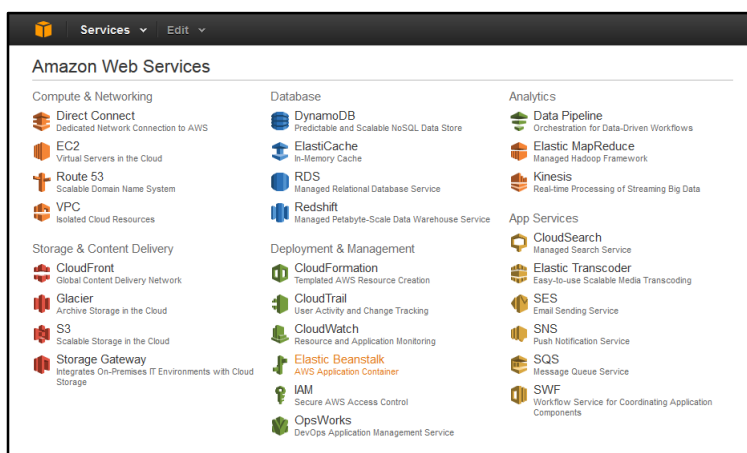 Services Edit
Amazon Web Services
Compute & Networking
Direct Connect
Dedicated Network Connection to AWS
EC2
Virtual Servers in the Cloud
Route 53
Scalable Domain Name System
VPC
Isolated Cloud Resources
Storage & Content Delivery
CloudFront
Global Content Delivery Network
Glacier
Archive Storage in the Cloud
S3
Scalable Storage in the Cloud
Storage Gateway
Integrates On-Premises IT Environments with Cloud
Storage
Database
DynamoDB
Predictable and Scalable NoSQL Data Store
ElastiCache
In-Memory Cache
RDS
Managed Relational Database Service
Redshift
Managed Petabyte-Scale Data Warehouse Service
Deployment & Management
CloudFormation
Templated AWS Resource Creation
CloudTrail
User Activity and Change Tracking
CloudWatch
Resource and Application Monitoring
Elastic Beanstalk
AWS Application Container
IAM
Secure AWS Access Control
OpsWorks
DevOps Application Management Service
Analytics
Data Pipeline
Orchestration for Data-Driven Workflows
Elastic MapReduce
Managed Hadoop Framework
Kinesis
Real-time Processing of Streaming Big Data
App Services
CloudSearch
Managed Search Service
Elastic Transcoder
Easy-to-use Scalable Media Transcoding
SES
Email Sending Service
SNS
Push Notification Service
SQS
Message Queue Service
SWF
Workflow Service for Coordinating Application
Components